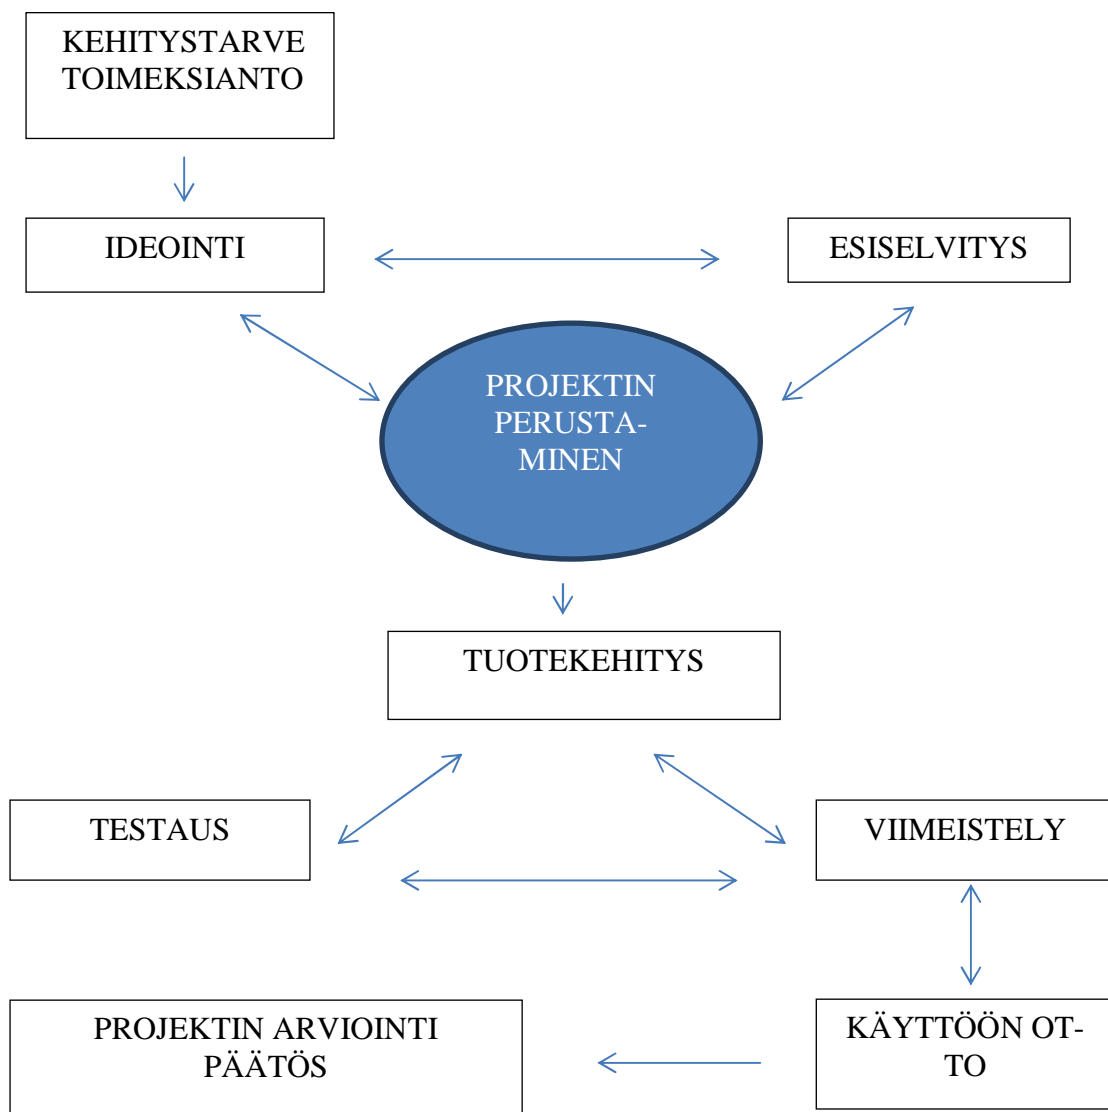 KEHITYSTARVE
TOIMEKSIANTO
IDEOINTI
ESISELVITYS
PROJEKTIN
PERUSTA-
MINEN
TUOTEKEHITYS
TESTAUS
VIIMEISTELY
PROJEKTIN ARVIOINTI
PÄÄTÖS
KÄYTTÖÖN OT-
TO